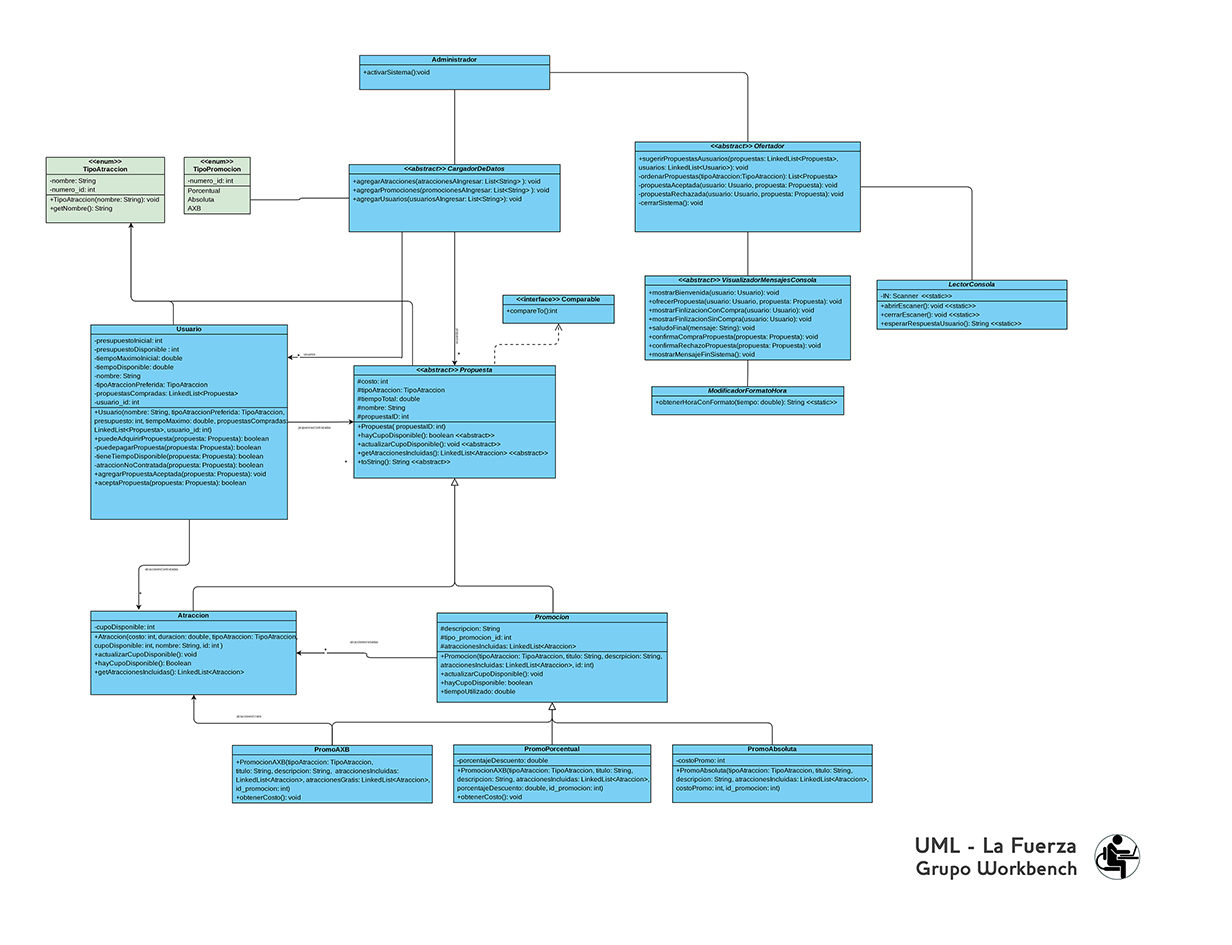 Administrador
+activarSistema():void
<<enum>>
TipoAtraccion
-nombre: String
-numero_id: int
+TipoAtraccion(nombre: String): void
+getNombre(): String
<<enum>>
TipoPromocion
-numero_id: int
Porcentual
Absoluta
AXB
<<abstract>> CargadorDeDatos
+agregarAtracciones(atraccionesAIngresar: List<String> ): void
+agregarPromociones(promocionesAIngresar: List<String> ): void
+agregarUsuarios(usuariosAIngresar: List<String>): void
<<abstract>> Ofertador
+sugerirPropuestasAusuarios(propuestas: LinkedList<Propuesta>,
usuarios: LinkedList<Usuario>): void
-ordenarPropuestas(tipoAtraccion:TipoAtraccion): List<Propuesta>
-propuestaAceptada(usuario: Usuario, propuesta: Propuesta): void
-propuestaRechazada(usuario: Usuario, propuesta: Propuesta): void
-cerrarSistema(): void
<<abstract>> VisualizadorMensajesConsola
+mostrarBienvenida(usuario: Usuario): void
+ofrecerPropuesta(usuario: Usuario, propuesta: Propuesta): void
+mostrarFinlizacionConCompra(usuario: Usuario): void
+mostrarFinlizacionSinCompra(usuario: Usuario): void
+saludoFinal(mensaje: String): void
+confirmaCompraPropuesta(propuesta: Propuesta): void
+confirmaRechazoPropuesta(propuesta: Propuesta): void
+mostrarMensajeFinSistema(): void
LectorConsola
-IN: Scanner <<static>>
+abrirEscaner(): void <<static>>
+cerrarEscaner(): void <<static>>
+esperarRespuestaUsuario(): String <<static>>
ModificadorFormatoHora
+obtenerHoraConFormato(tiempo: double): String <<static>>
<<interface>> Comparable
+compareTo():int
Usuario
-presupuestoInicial: int
-presupuestoDisponible : int
-tiempoMaximoInicial: double
-tiempoDisponible: double
-nombre: String
-tipoAtraccionPreferida: TipoAtraccion
-propuestasCompradas: LinkedList<Propuesta>
-usuario_id: int
+Usuario(nombre: String, tipoAtraccionPreferida: TipoAtraccion,
presupuesto: int, tiempoMaximo: double, propuestasCompradas:
LinkedList<Propuesta>, usuario_id: int)
+puedeAdquirirPropuesta(propuesta: Propuesta): boolean
-puedepagarPropuesta(propuesta: Propuesta): boolean
-tieneTiempoDisponible(propuesta: Propuesta): boolean
-atraccionNoContratada(propuesta: Propuesta): boolean
+agregarPropuestaAceptada(propuesta: Propuesta): void
+aceptaPropuesta(propuesta: Propuesta): boolean
<<abstract>> Propuesta
#costo: int
#tipoAtraccion: TipoAtraccion
#tiempoTotal: double
#nombre: String
#propuestaID: int
+Propuesta( propuestaID: int)
+hayCupoDisponible(): boolean <<abstract>>
+actualizarCupoDisponible(): void <<abstract>>
+getAtraccionesIncluidas(): LinkedList<Atraccion> <<abstract>>
+toString(): String <<abstract>>
*
*
*
*
*
Atraccion
-cupoDisponible: int
+Atraccion(costo: int, duracion: double, tipoAtraccion: TipoAtraccion,
cupoDisponible: int, nombre: String, id: int )
+actualizarCupoDisponible(): void
+hayCupoDisponible(): Boolean
+getAtraccionesIncluidas(): LinkedList<Atraccion>
Promocion
#descripcion: String
#tipo_promocion_id: int
#atraccionesIncluidas: LinkedList<Atraccion>
+Promocion(tipoAtraccion: TipoAtraccion, titulo: String, descrpicion: String,
atraccionesIncluidas: LinkedList<Atraccion>, id: int)
+actualizarCupoDisponible(): void
+hayCupoDisponible: boolean
+tiempoUtilizado: double
PromoAXB
+PromocionAXB(tipoAtraccion: TipoAtraccion,
titulo: String, descripcion: String, atraccionesIncluidas:
LinkedList<Atraccion>, atraccionesGratis: LinkedList<Atraccion>,
id_promocion: int)
+obtenerCosto(): void
PromoPorcentual
-porcentajeDescuento: double
+PromocionAXB(tipoAtraccion: TipoAtraccion, titulo: String,
descripcion: String, atraccionesIncluidas: LinkedList<Atraccion>,
porcentajeDescuento: double, id_promocion: int)
+obtenerCosto(): void
PromoAbsoluta
-costoPromo: int
+PromoAbsoluta(tipoAtraccion: TipoAtraccion, titulo: String,
descripcion: String, atraccionesIncluidas: LinkedList<Atraccion>,
costoPromo: int, id_promocion: int)
UML - La Fuerza
Grupo Workbench